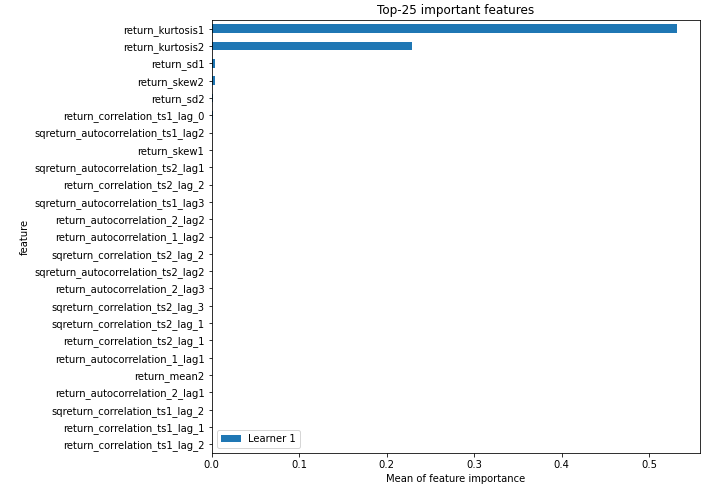 Top-25 important features
return_kurtosis1
return_kurtosis2
return_sd1
return_skew2
return_sd2
return_correlation_ts1_lag_0
sqreturn_autocorrelation_ts1_lag2
return_skew1
sqreturn_autocorrelation_ts2_lag1
return_correlation_ts2_lag_2
sqreturn_autocorrelation_ts1_lag3
return_autocorrelation_2_lag2
return_autocorrelation_1_lag2
sqreturn_correlation_ts2_lag_2
sqreturn_autocorrelation_ts2_lag2
return_autocorrelation_2_lag3
sqreturn_correlation_ts2_lag_3
sqreturn_correlation_ts2_lag_1
return_correlation_ts2_lag_1
return_autocorrelation_1_lag1
return_mean2
return_autocorrelation_2_lag1
sqreturn_correlation_ts1_lag_2
return_correlation_ts1_lag_1
return_correlation_ts1_lag_2
feature
Learner 1
0.0 0.1 0.2 0.3 0.4 0.5
Mean of feature importance